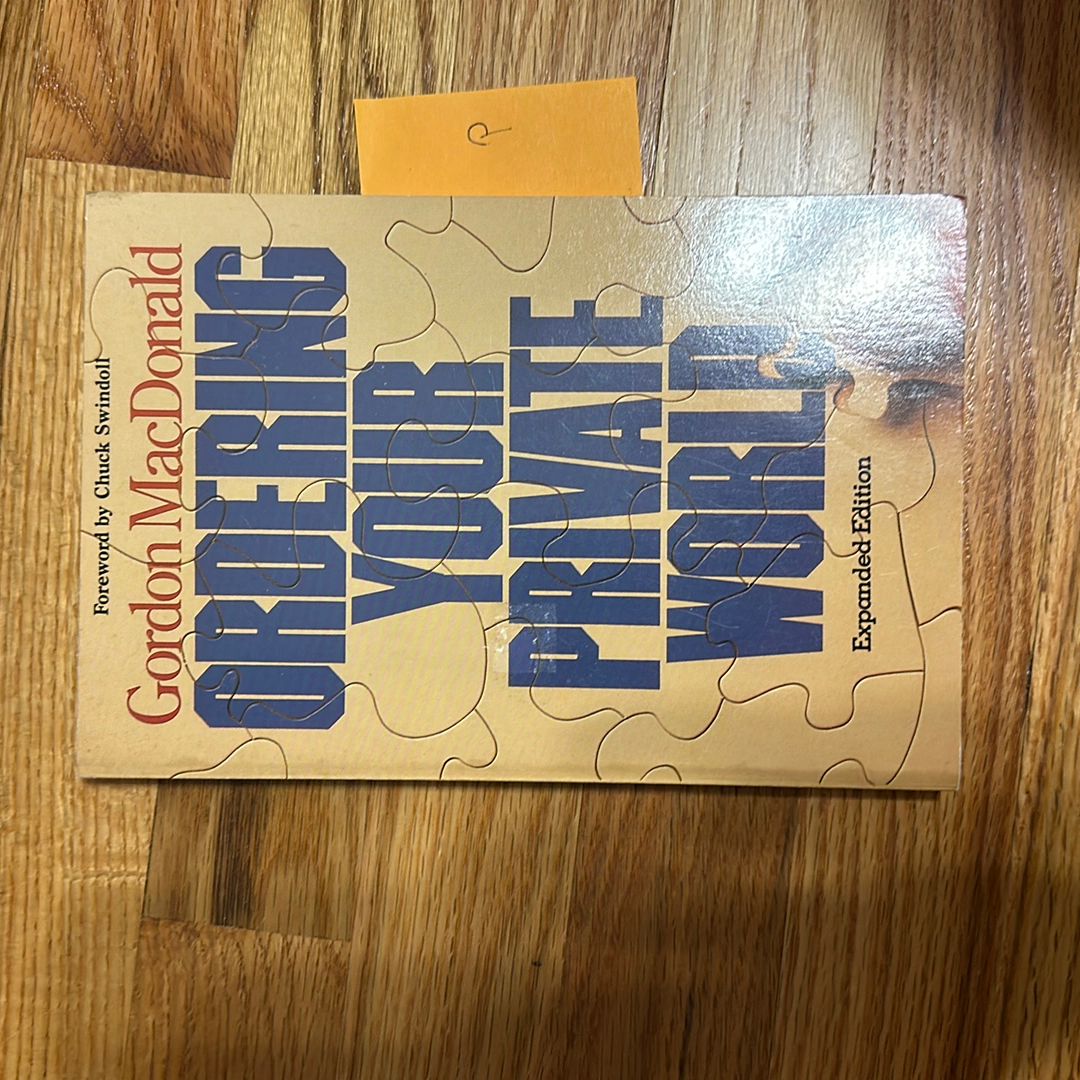 Foreword by Chuck Swindoll
Gordon MacDonald
ORDERING
YOUR
PRIVATE
WORLD
Expanded Edition
R